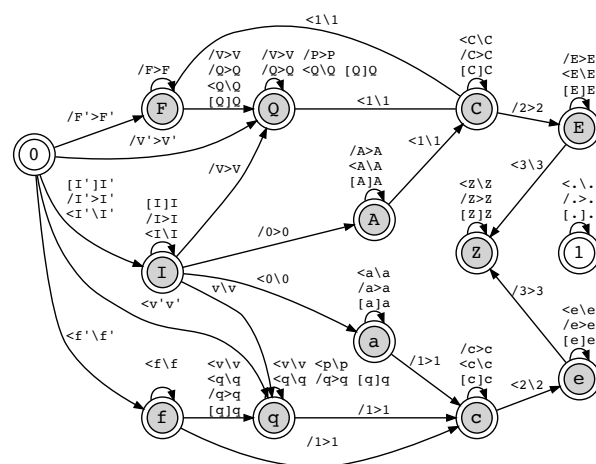 <1\1
/F>F
/V>V
/Q>Q
<Q\Q
[Q]Q
/V>V /P>P
/Q>Q <Q\Q [Q]Q
<C\C
/C>C
[C]C
/E>E
<E\E
[E]E
/F'>F'
F
Q
<1\1
C
/2>2
E
0
/V'>V'
/V>V
<1\1
/A>A
<A\A
[A]A
<3\3
[I']I'
/I'>I'
<I'\I'
[I]I
/I>I
<I\I
/0>0
A
<Z\Z
/Z>Z
[Z]Z
<.\.
/.>.
[.].
I
Z
1
<v'v'
v\v
<0\0
<a\a
/a>a
[a]a
/3>3
<f'\f'
a
/1>1
/c>c
<c\c
[c]c
<e\e
/e>e
[e]e
<f\f
<v\v
<q\q
/q>q
[q]q
<v\v <p\p
<q\q /q>q [q]q
f
q
/1>1
c
<2\2
e
/1>1